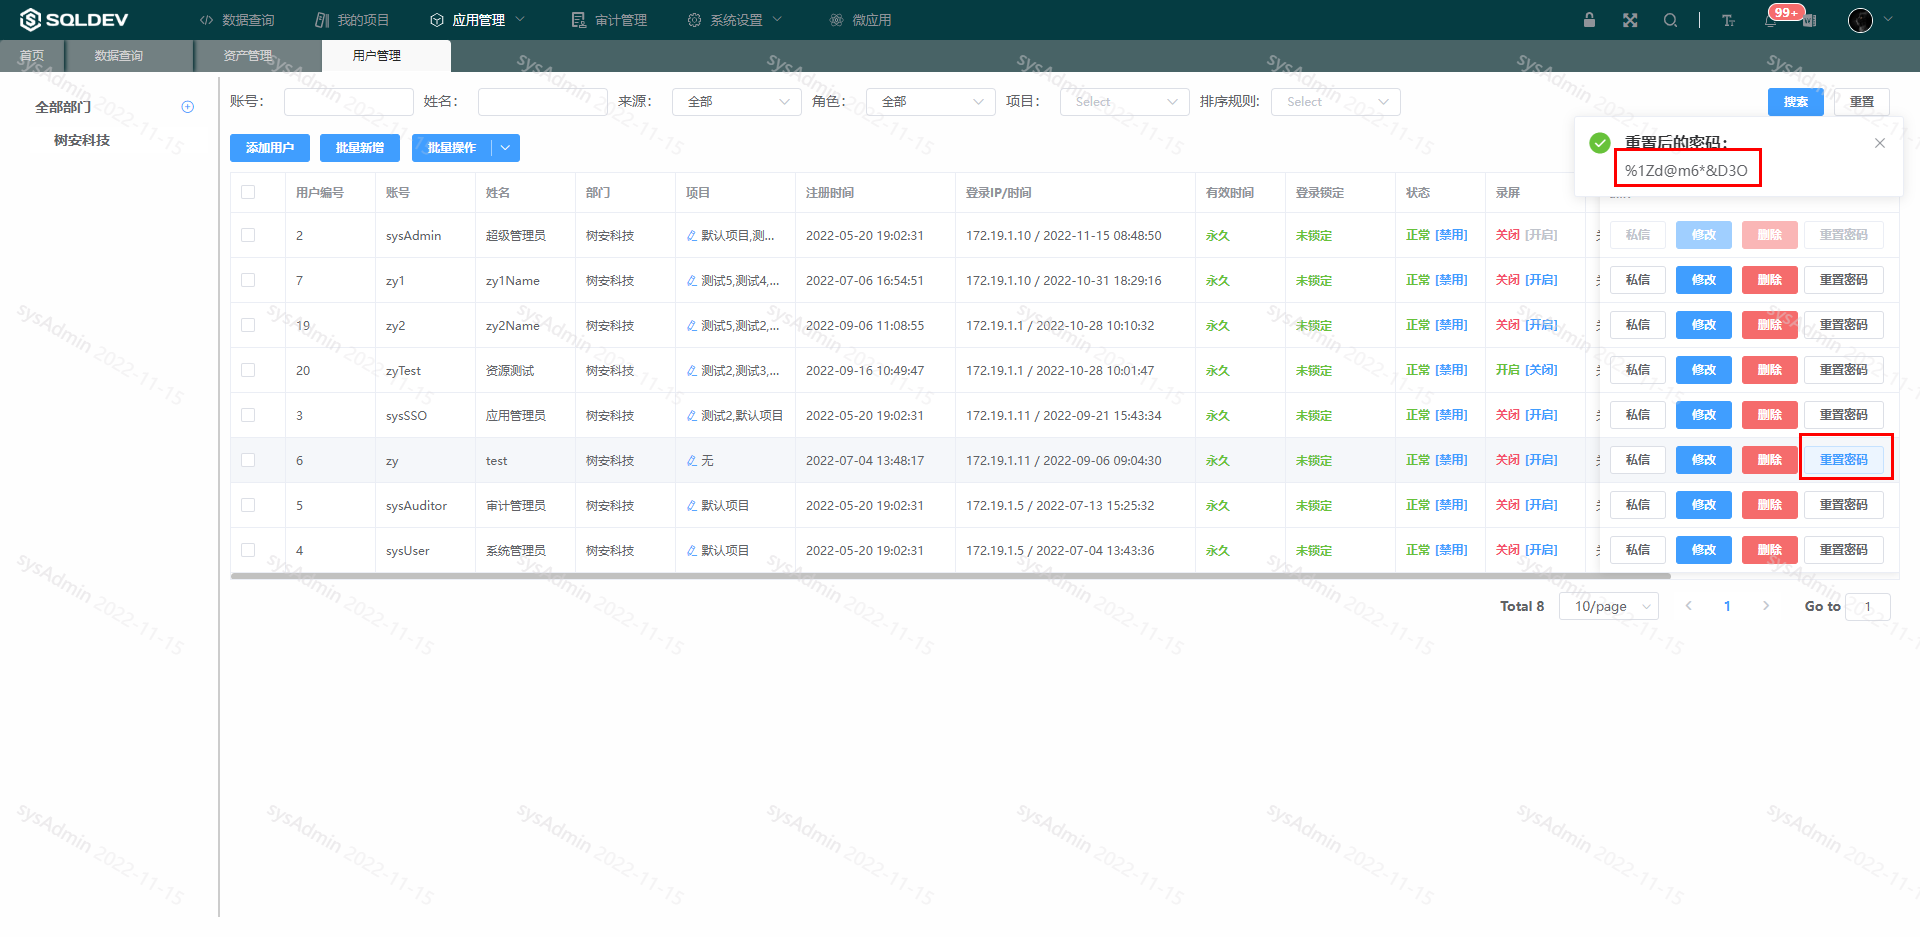 SQLDEV 数据查询 我的项目 应用管理 审计管理 系统设置 微应用 99+
首页 数据查询 资产管理 用户管理
全部部门
树安科技
账号: 姓名: 来源: 全部 角色: 全部 项目: Select 排序规则: Select 搜索 重置
添加用户 批量新增 批量操作
重置后的密码:
%1Zd@m6*&D3O
用户编号 账号 姓名 部门 项目 注册时间 登录IP/时间 有效时间 登录锁定 状态 录屏
2 sysAdmin 超级管理员 树安科技 默认项目,测... 2022-05-20 19:02:31 172.19.1.10 / 2022-11-15 08:48:50 永久 未锁定 正常 [禁用] 关闭 [开启] 私信 修改 删除 重置密码
7 zy1 zy1Name 树安科技 测试5,测试4,... 2022-07-06 16:54:51 172.19.1.10 / 2022-10-31 18:29:16 永久 未锁定 正常 [禁用] 关闭 [开启] 私信 修改 删除 重置密码
19 zy2 zy2Name 树安科技 测试5,测试2,... 2022-09-06 11:08:55 172.19.1.1 / 2022-10-28 10:10:32 永久 未锁定 正常 [禁用] 关闭 [开启] 私信 修改 删除 重置密码
20 zyTest 资源测试 树安科技 测试2,测试3,... 2022-09-16 10:49:47 172.19.1.1 / 2022-10-28 10:01:47 永久 未锁定 正常 [禁用] 开启 [关闭] 私信 修改 删除 重置密码
3 sysSSO 应用管理员 树安科技 测试2,默认项目 2022-05-20 19:02:31 172.19.1.11 / 2022-09-21 15:43:34 永久 未锁定 正常 [禁用] 关闭 [开启] 私信 修改 删除 重置密码
6 zy test 树安科技 无 2022-07-04 13:48:17 172.19.1.11 / 2022-09-06 09:04:30 永久 未锁定 正常 [禁用] 关闭 [开启] 私信 修改 删除 重置密码
5 sysAuditor 审计管理员 树安科技 默认项目 2022-05-20 19:02:31 172.19.1.5 / 2022-07-13 15:25:32 永久 未锁定 正常 [禁用] 关闭 [开启] 私信 修改 删除 重置密码
4 sysUser 系统管理员 树安科技 默认项目 2022-05-20 19:02:31 172.19.1.5 / 2022-07-04 13:43:36 永久 未锁定 正常 [禁用] 关闭 [开启] 私信 修改 删除 重置密码
Total 8 10/page 1 Go to 1
sysAdmin 2022-11-15